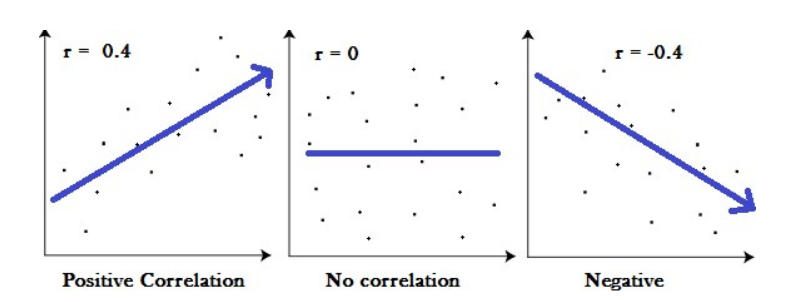 r = 0.4
r = 0
r = -0.4
Positive Correlation
No correlation
Negative